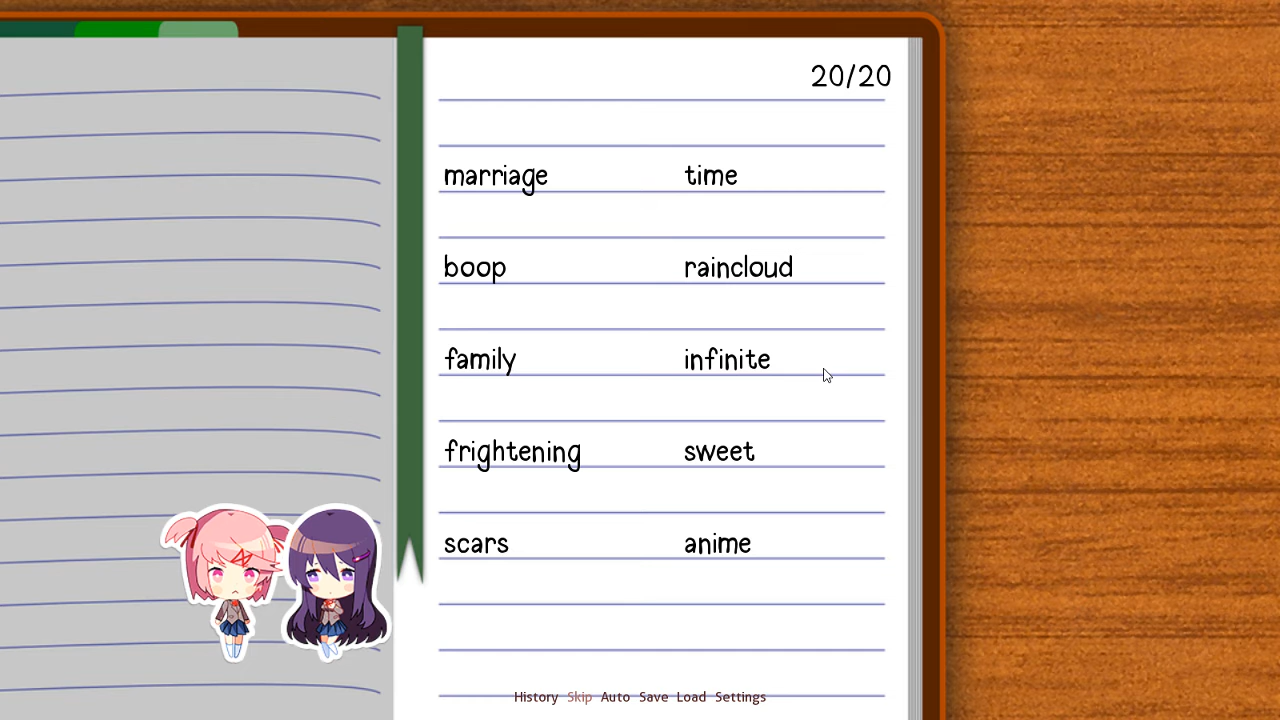 20/20
marriage time
boop raincloud
family infinite
frightening sweet
scars anime
History Skip Auto Save Load Settings